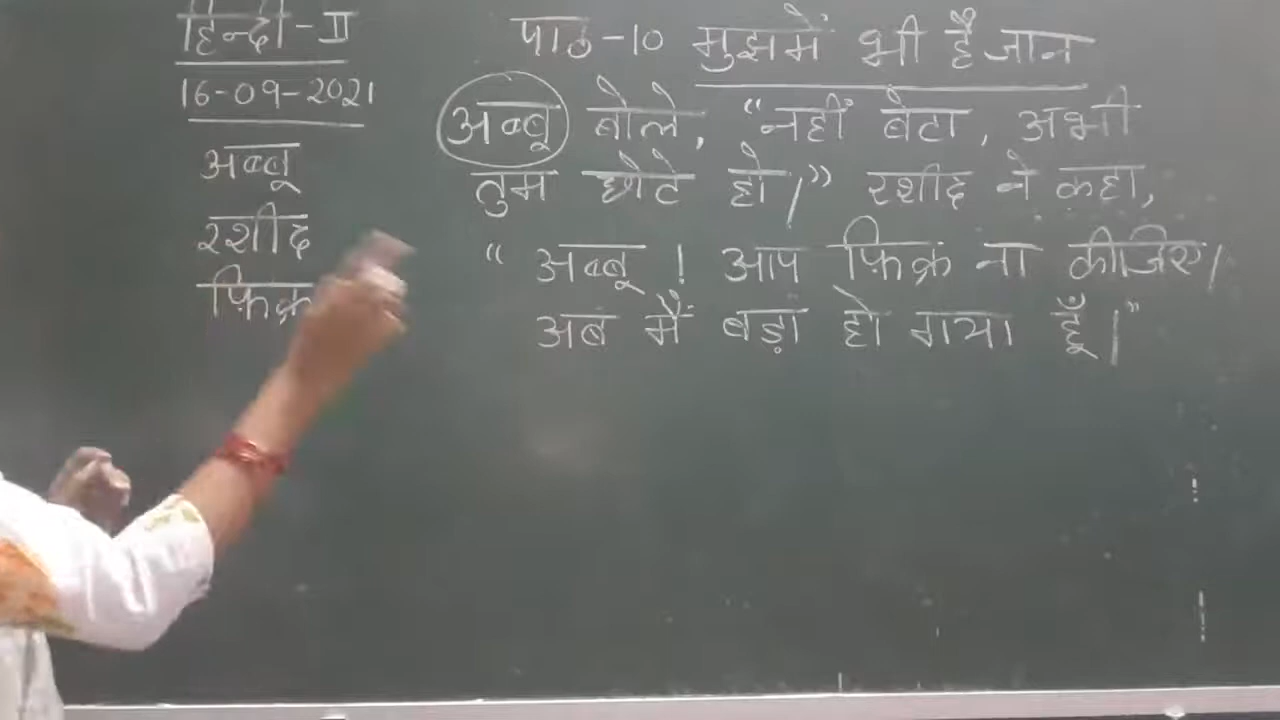 हिन्दी-II
16-09-2021
अब्बू
रशीद
फ़िक्र
पाठ-10 मुझमें भी है जान
अब्बू बोले, “नहीं बेटा, अभी
तुम छोटे हो।” रशीद ने कहा,
“ अब्बू ! आप फ़िक्र ना कीजिए।
अब मैं बड़ा हो गया हूँ।”